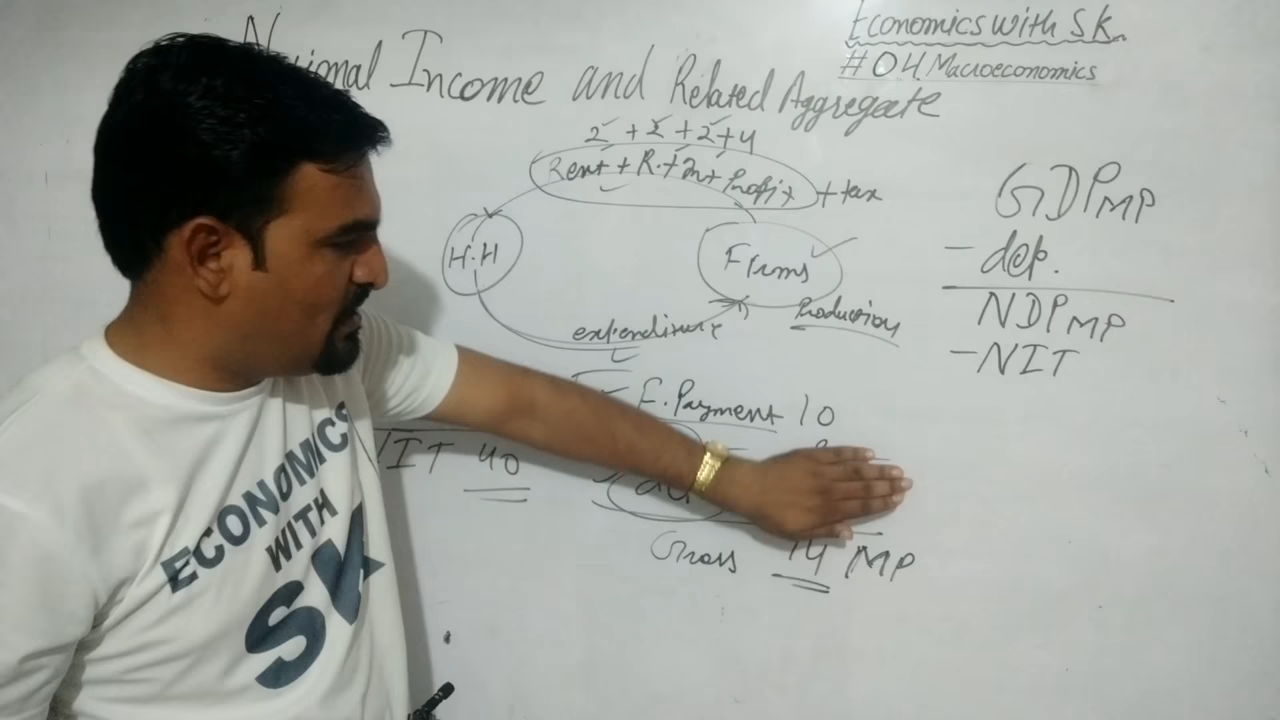 Economics with SK.
#04 Macroeconomics
National Income and Related Aggregate
2 + 2 + 2 + 4
Rent + R. + In + Profit + tax
H.H
Firms
Production
expenditure
F. Payment 10
NIT 40
Gross 14 MP
GDPMP
- dep.
NDPMP
- NIT
ECONOMICS
WITH
SK